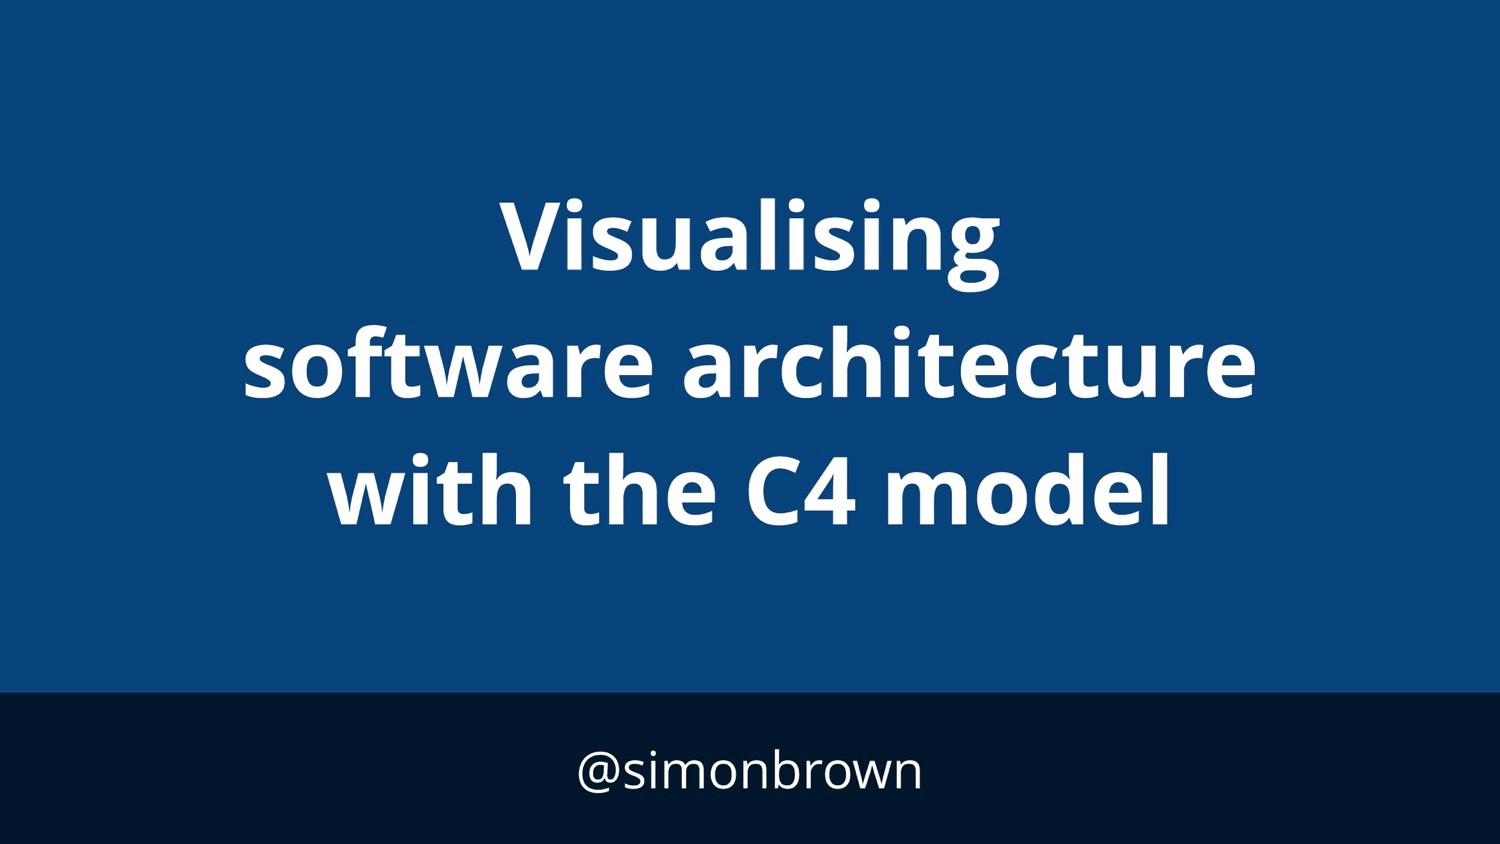 Visualising
software architecture
with the C4 model
@simonbrown